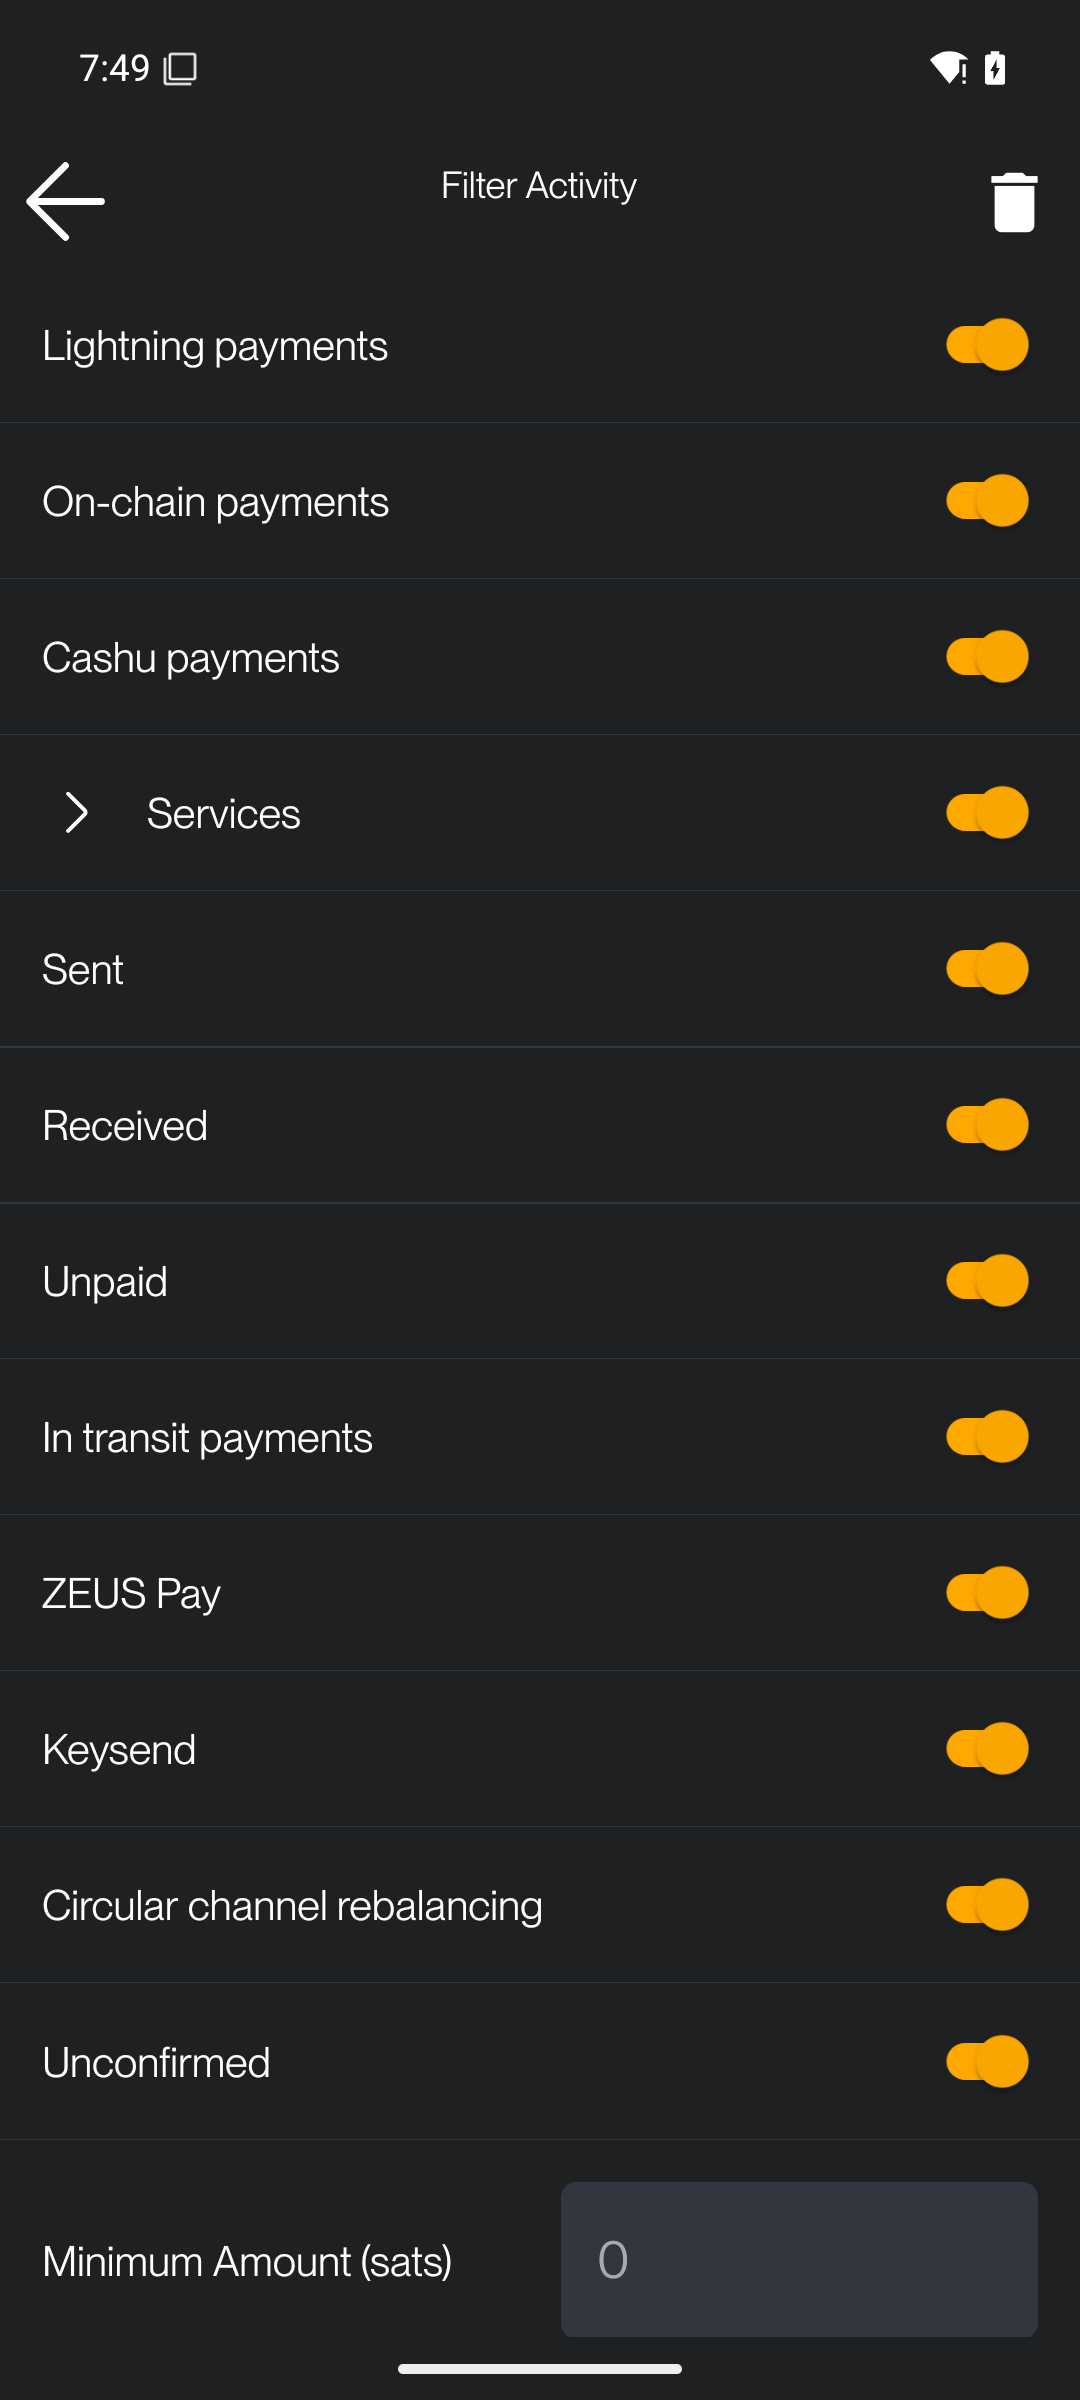 7:49
Filter Activity
Lightning payments
On-chain payments
Cashu payments
Services
Sent
Received
Unpaid
In transit payments
ZEUS Pay
Keysend
Circular channel rebalancing
Unconfirmed
Minimum Amount (sats)
0